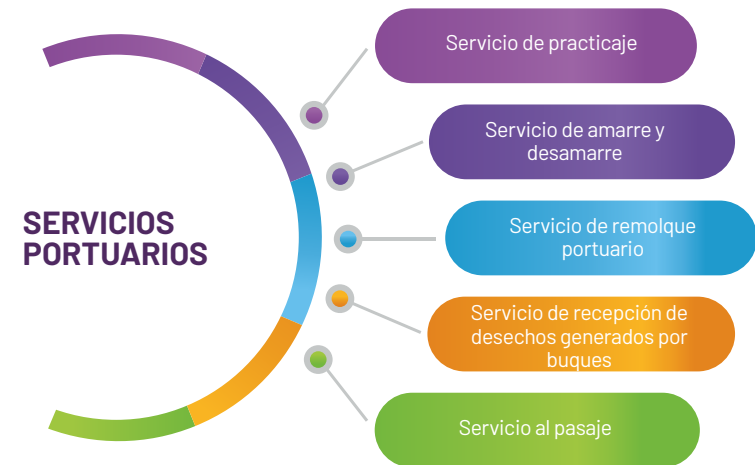 SERVICIOS
PORTUARIOS
Servicio de practicaje
Servicio de amarre y
desamarre
Servicio de remolque
portuario
Servicio de recepción de
desechos generados por
buques
Servicio al pasaje